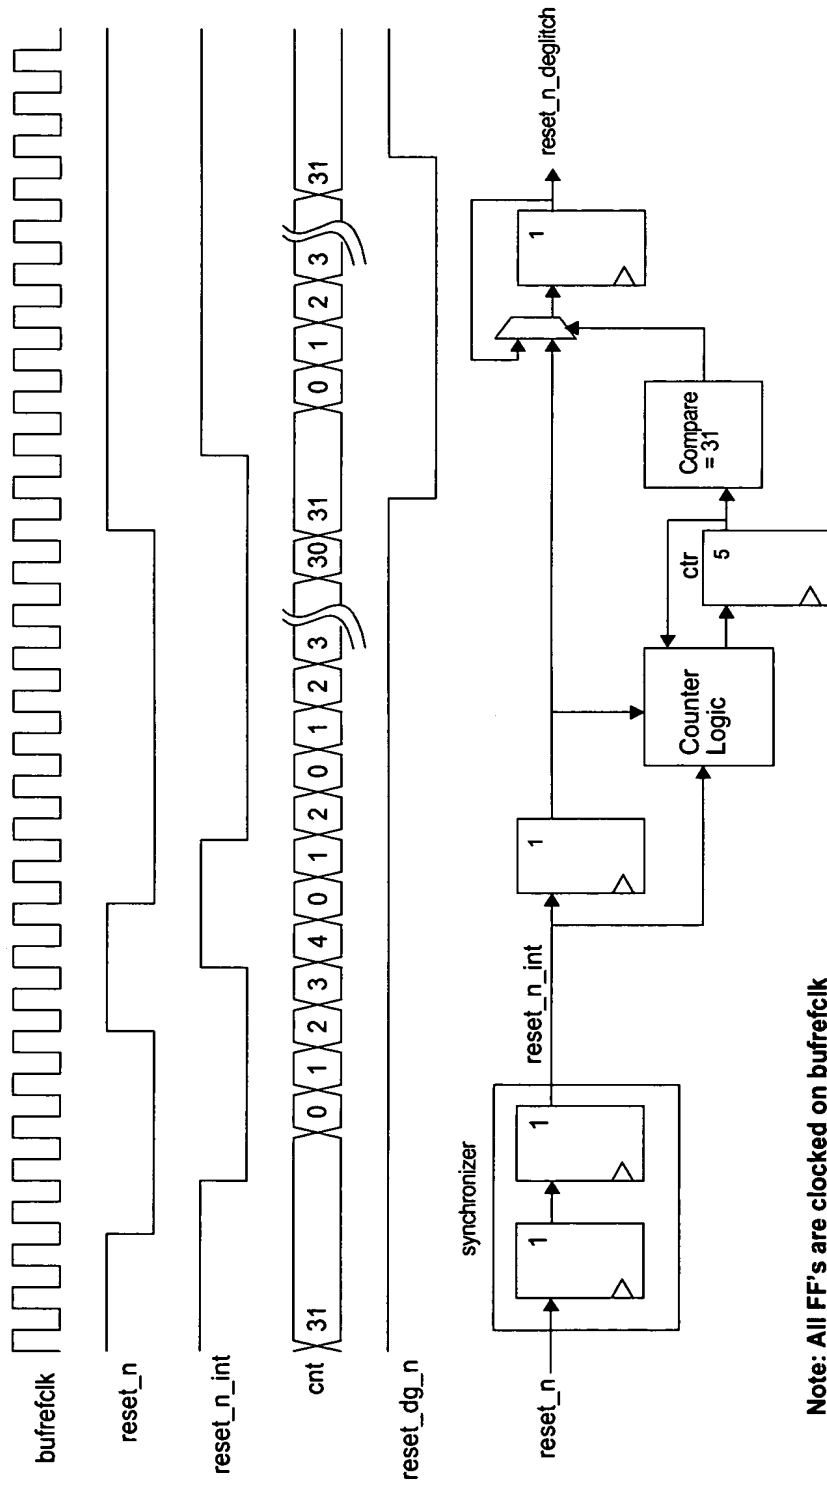 bufrefclk
reset_n
reset_n_int
cnt
31 0 1 2 3 4 0 1 2 0 1 2 3 30 31 0 1 2 3 31
reset_dg_n
synchronizer
reset_n
1
1
reset_n_int
1
Counter
Logic
ctr
5
Compare
= 31
1
reset_n_deglitch
Note: All FF's are clocked on bufrefclk